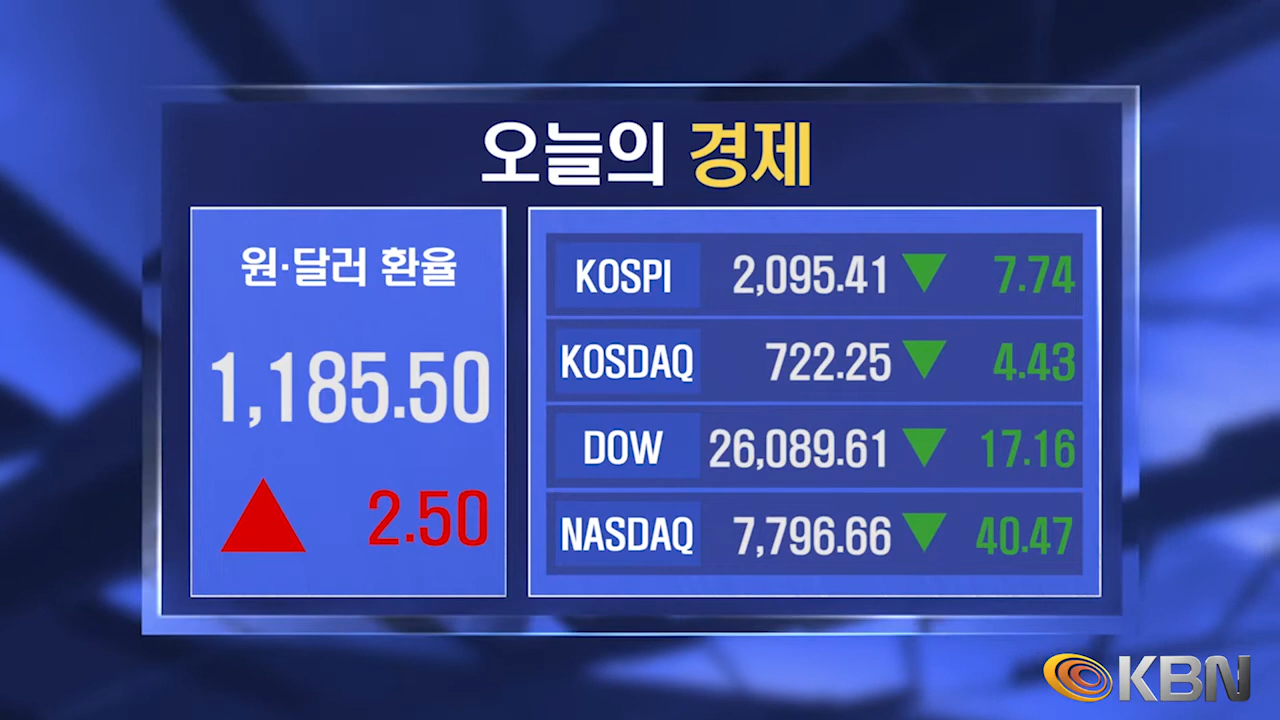 오늘의 경제
원·달러 환율
1,185.50
▲ 2.50
KOSPI 2,095.41 ▼ 7.74
KOSDAQ 722.25 ▼ 4.43
DOW 26,089.61 ▼ 17.16
NASDAQ 7,796.66 ▼ 40.47
KBN